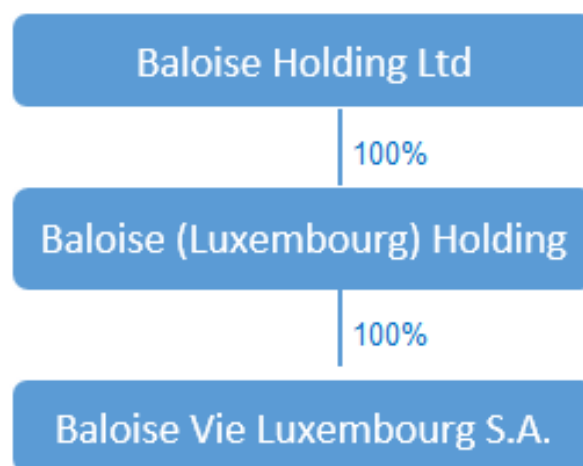 Baloise Holding Ltd
100%
Baloise (Luxembourg) Holding
100%
Baloise Vie Luxembourg S.A.